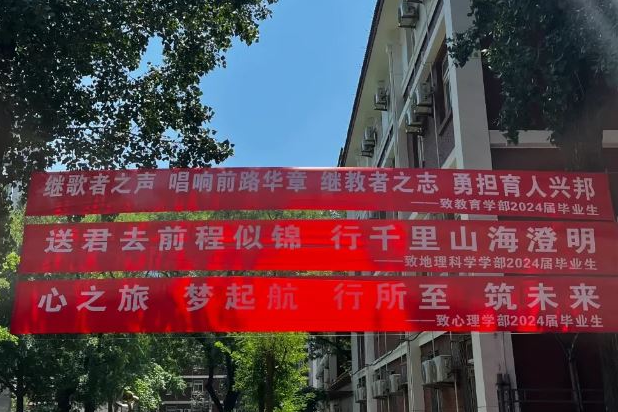 继歌者之声 唱响前路华章 继教者之志 勇担育人兴邦
——致教育学部2024届毕业生
送君去前程似锦 行千里山海澄明
——致地理科学学部2024届毕业生
心之旅 梦起航 行所至 筑未来
——致心理学部2024届毕业生